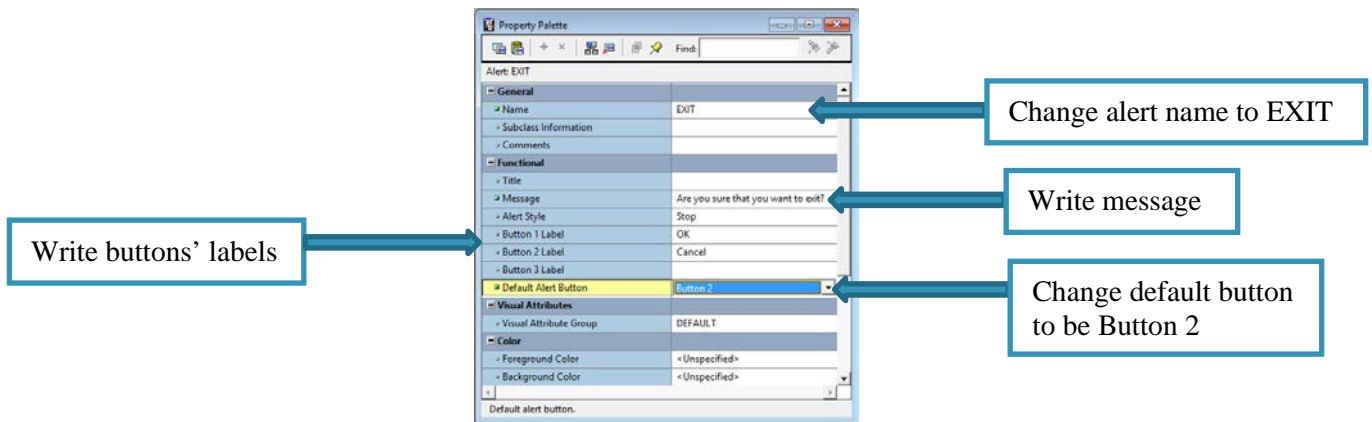 Property Palette
Find:
Alert: EXIT
General
Name EXIT
Subclass Information
Comments
Functional
Title
Message Are you sure that you want to exit?
Alert Style Stop
Button 1 Label OK
Button 2 Label Cancel
Button 3 Label
Default Alert Button Button 2
Visual Attributes
Visual Attribute Group DEFAULT
Color
Foreground Color <Unspecified>
Background Color <Unspecified>
Default alert button.
Change alert name to EXIT
Write message
Write buttons’ labels
Change default button
to be Button 2